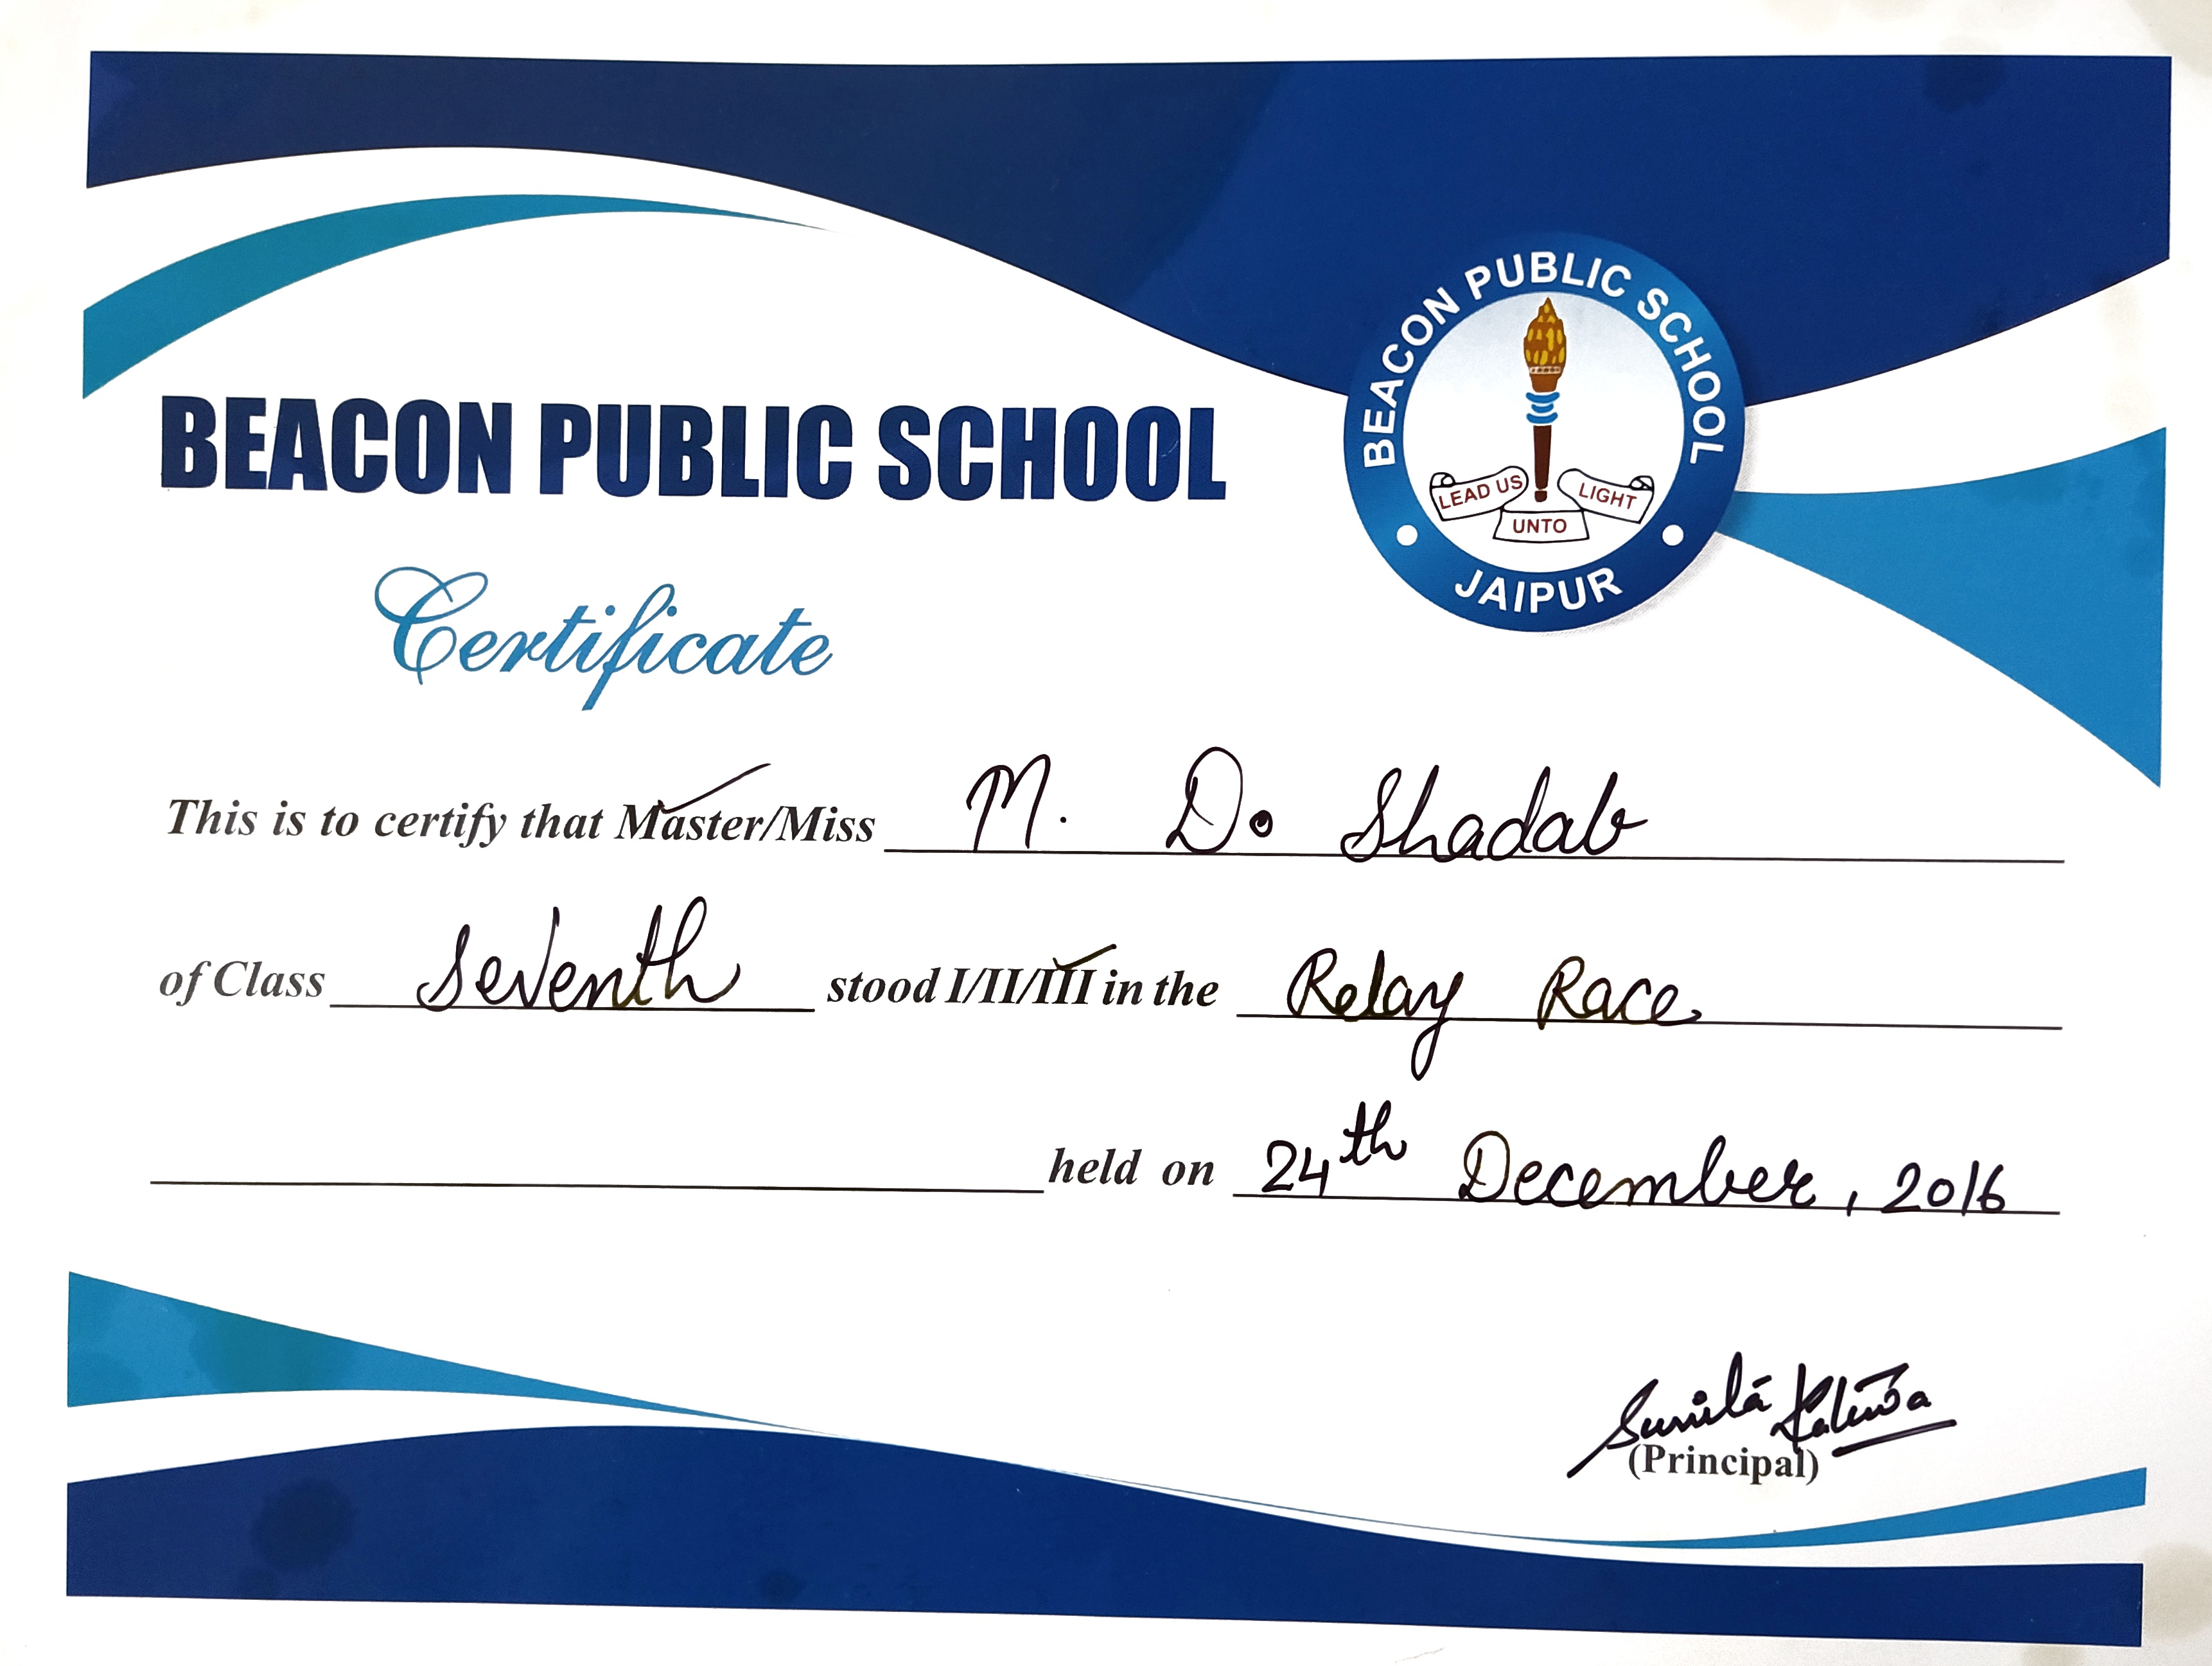 BEACON PUBLIC SCHOOL
JAIPUR
LEAD US
UNTO
LIGHT
BEACON PUBLIC SCHOOL
Certificate
This is to certify that Master/Miss M. D. Shadab
of Class Seventh stood I/II/III in the Relay Race
held on 24th December, 2016
Sunita
(Principal)